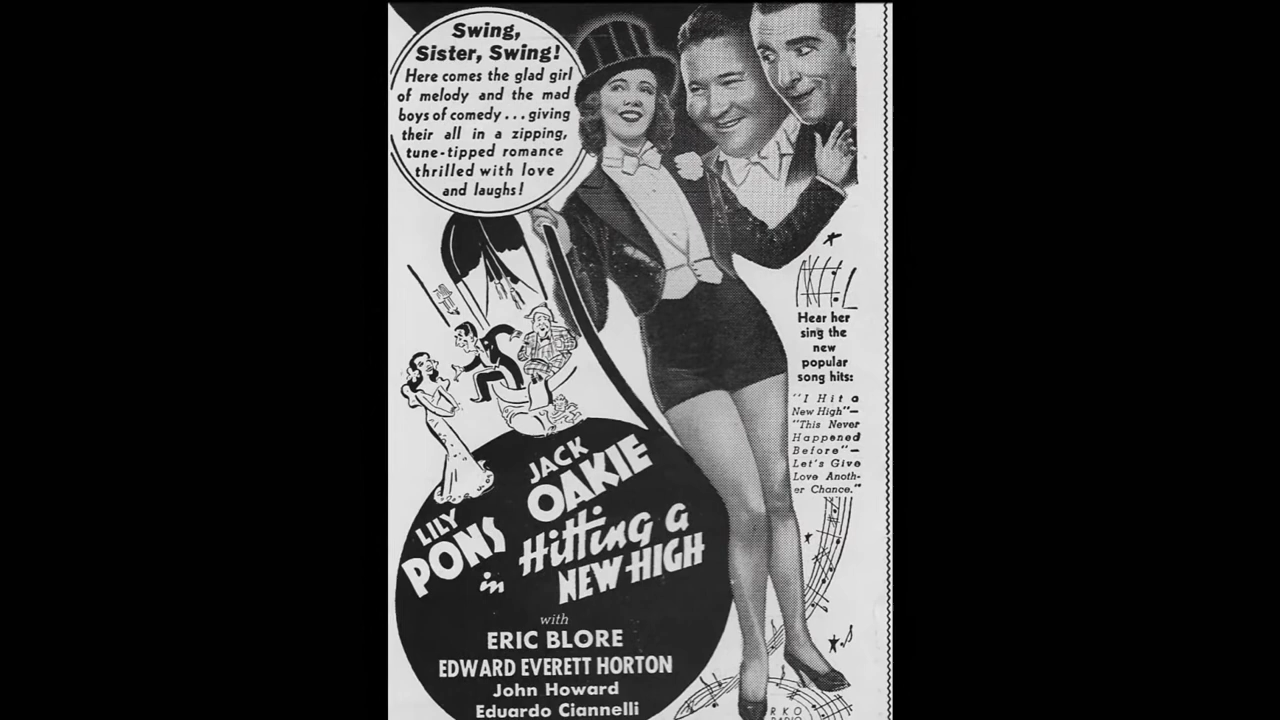 Swing,
Sister, Swing!
Here comes the glad girl
of melody and the mad
boys of comedy...giving
their all in a zipping,
tune-tipped romance
thrilled with love
and laughs!
Hear her
sing the
new
popular
song hits:
"I Hit a
New High"—
"This Never
Happened
Before"—
Let's Give
Love Anoth-
er Chance."
LILY
PONS
JACK
OAKIE
in Hitting a
NEW HIGH
with
ERIC BLORE
EDWARD EVERETT HORTON
John Howard
Eduardo Ciannelli
RKO
RADIO